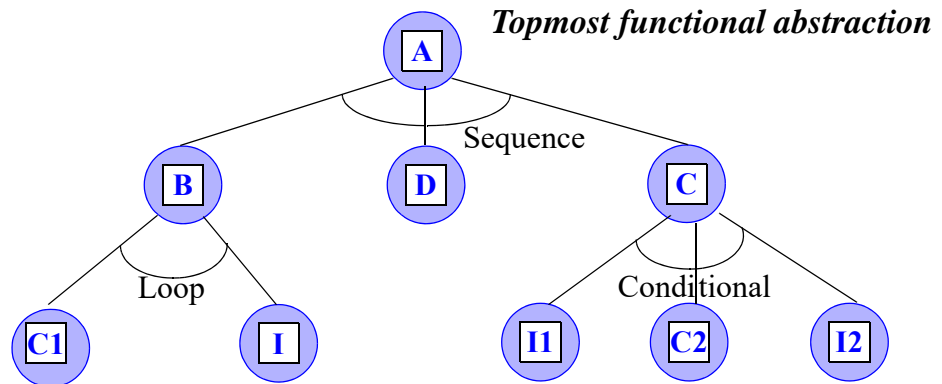 Topmost functional abstraction
A
Sequence
B
D
C
Loop
Conditional
C1
I
I1
C2
I2